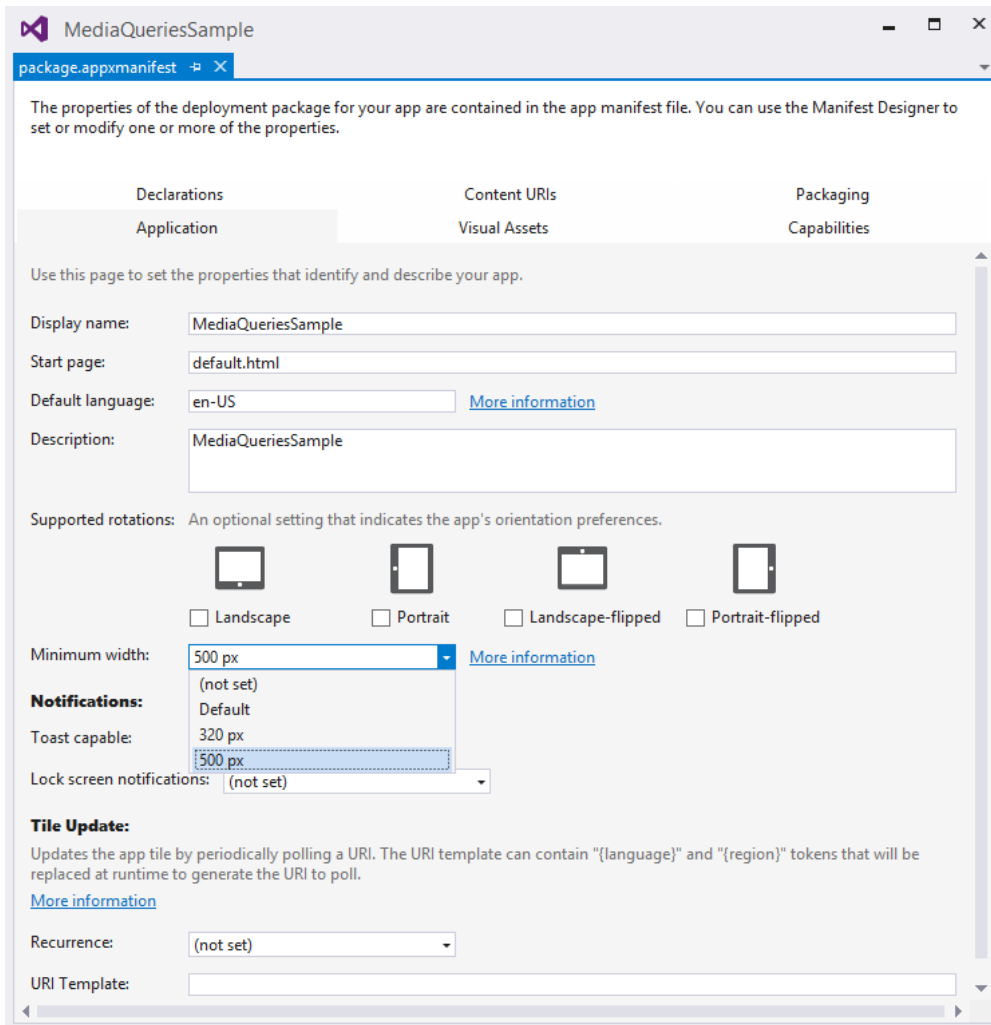 MediaQueriesSample
package.appxmanifest
The properties of the deployment package for your app are contained in the app manifest file. You can use the Manifest Designer to
set or modify one or more of the properties.
Declarations Content URIs Packaging
Application Visual Assets Capabilities
Use this page to set the properties that identify and describe your app.
Display name: MediaQueriesSample
Start page: default.html
Default language: en-US More information
Description: MediaQueriesSample
Supported rotations: An optional setting that indicates the app's orientation preferences.
Landscape Portrait Landscape-flipped Portrait-flipped
Minimum width: 500 px More information
(not set)
Notifications:
Default
320 px
Toast capable:
500 px
Lock screen notifications: (not set)
Tile Update:
Updates the app tile by periodically polling a URI. The URI template can contain "{language}" and "{region}" tokens that will be
replaced at runtime to generate the URI to poll.
More information
Recurrence: (not set)
URI Template: